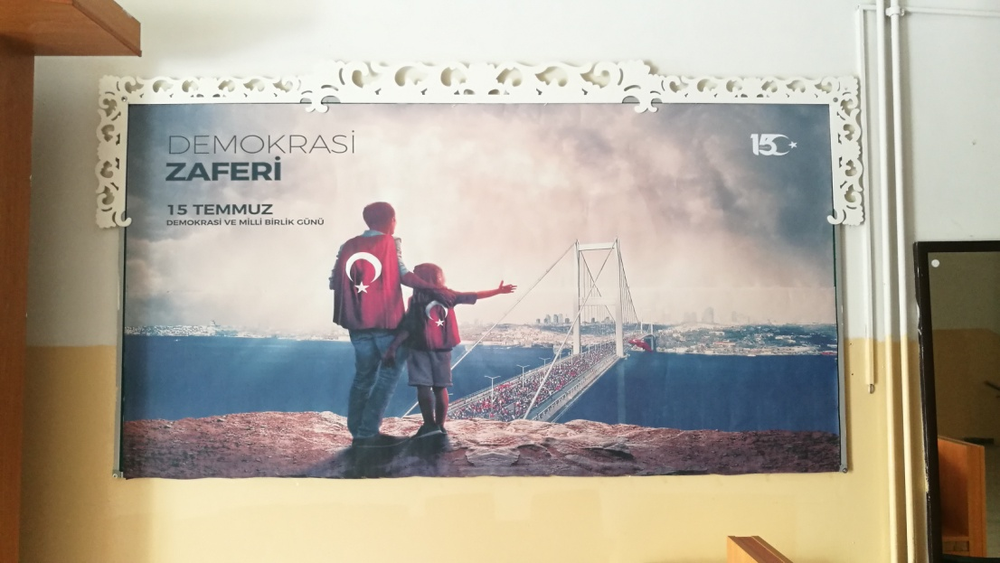 DEMOKRASİ
ZAFERİ
15 TEMMUZ
DEMOKRASİ VE MİLLİ BİRLİK GÜNÜ
15